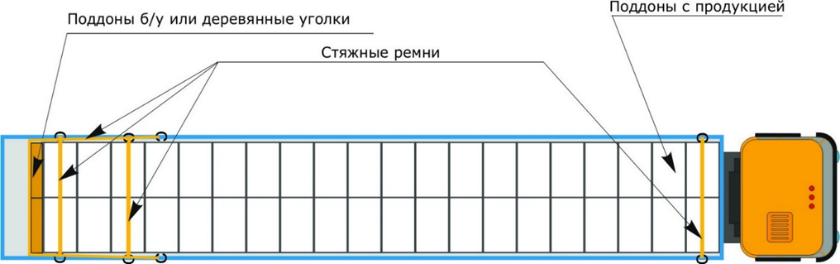 Поддоны б/у или деревянные уголки
Стяжные ремни
Поддоны с продукцией